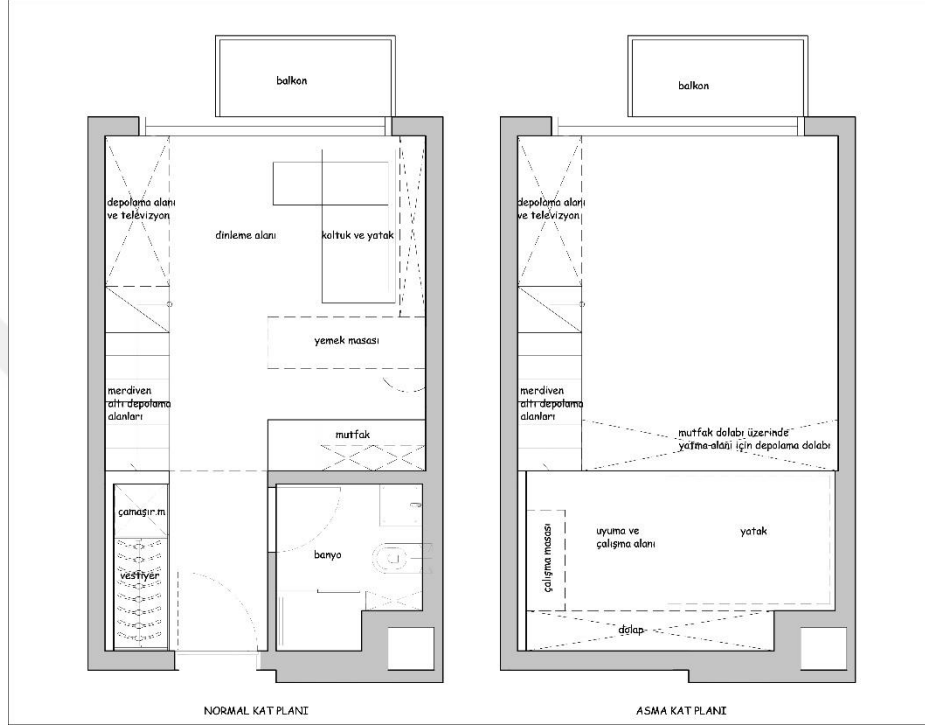 balkon
depolama alanı
ve televizyon
dinleme alanı
koltuk ve yatak
yemek masası
merdiven
altı depolama
alanları
mutfak
çamaşır.m
vestiyer
banyo
NORMAL KAT PLANI
balkon
depolama alanı
ve televizyon
merdiven
altı depolama
alanları
mutfak dolabı üzerinde
yatma alani için depolama dolabı
çalışma masası
uyuma ve
çalışma alanı
yatak
dolap
ASMA KAT PLANI